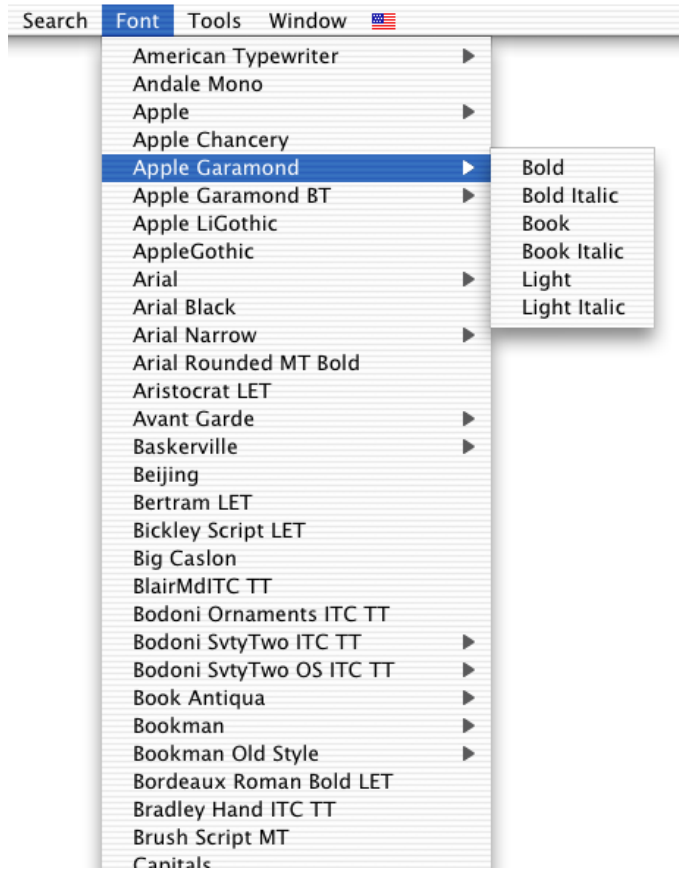 Search Font Tools Window
American Typewriter
Andale Mono
Apple
Apple Chancery
Apple Garamond
Apple Garamond BT
Apple LiGothic
AppleGothic
Arial
Arial Black
Arial Narrow
Arial Rounded MT Bold
Aristocrat LET
Avant Garde
Baskerville
Beijing
Bertram LET
Bickley Script LET
Big Caslon
BlairMdITC TT
Bodoni Ornaments ITC TT
Bodoni SvtyTwo ITC TT
Bodoni SvtyTwo OS ITC TT
Book Antiqua
Bookman
Bookman Old Style
Bordeaux Roman Bold LET
Bradley Hand ITC TT
Brush Script MT
Capitals
Bold
Bold Italic
Book
Book Italic
Light
Light Italic